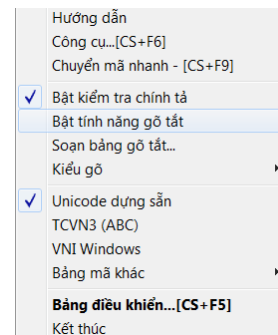 Hướng dẫn
Công cụ...[CS+F6]
Chuyển mã nhanh - [CS+F9]
Bật kiểm tra chính tả
Bật tính năng gõ tắt
Soạn bảng gõ tắt...
Kiểu gõ
Unicode dựng sẵn
TCVN3 (ABC)
VNI Windows
Bảng mã khác
Bảng điều khiển...[CS+F5]
Kết thúc